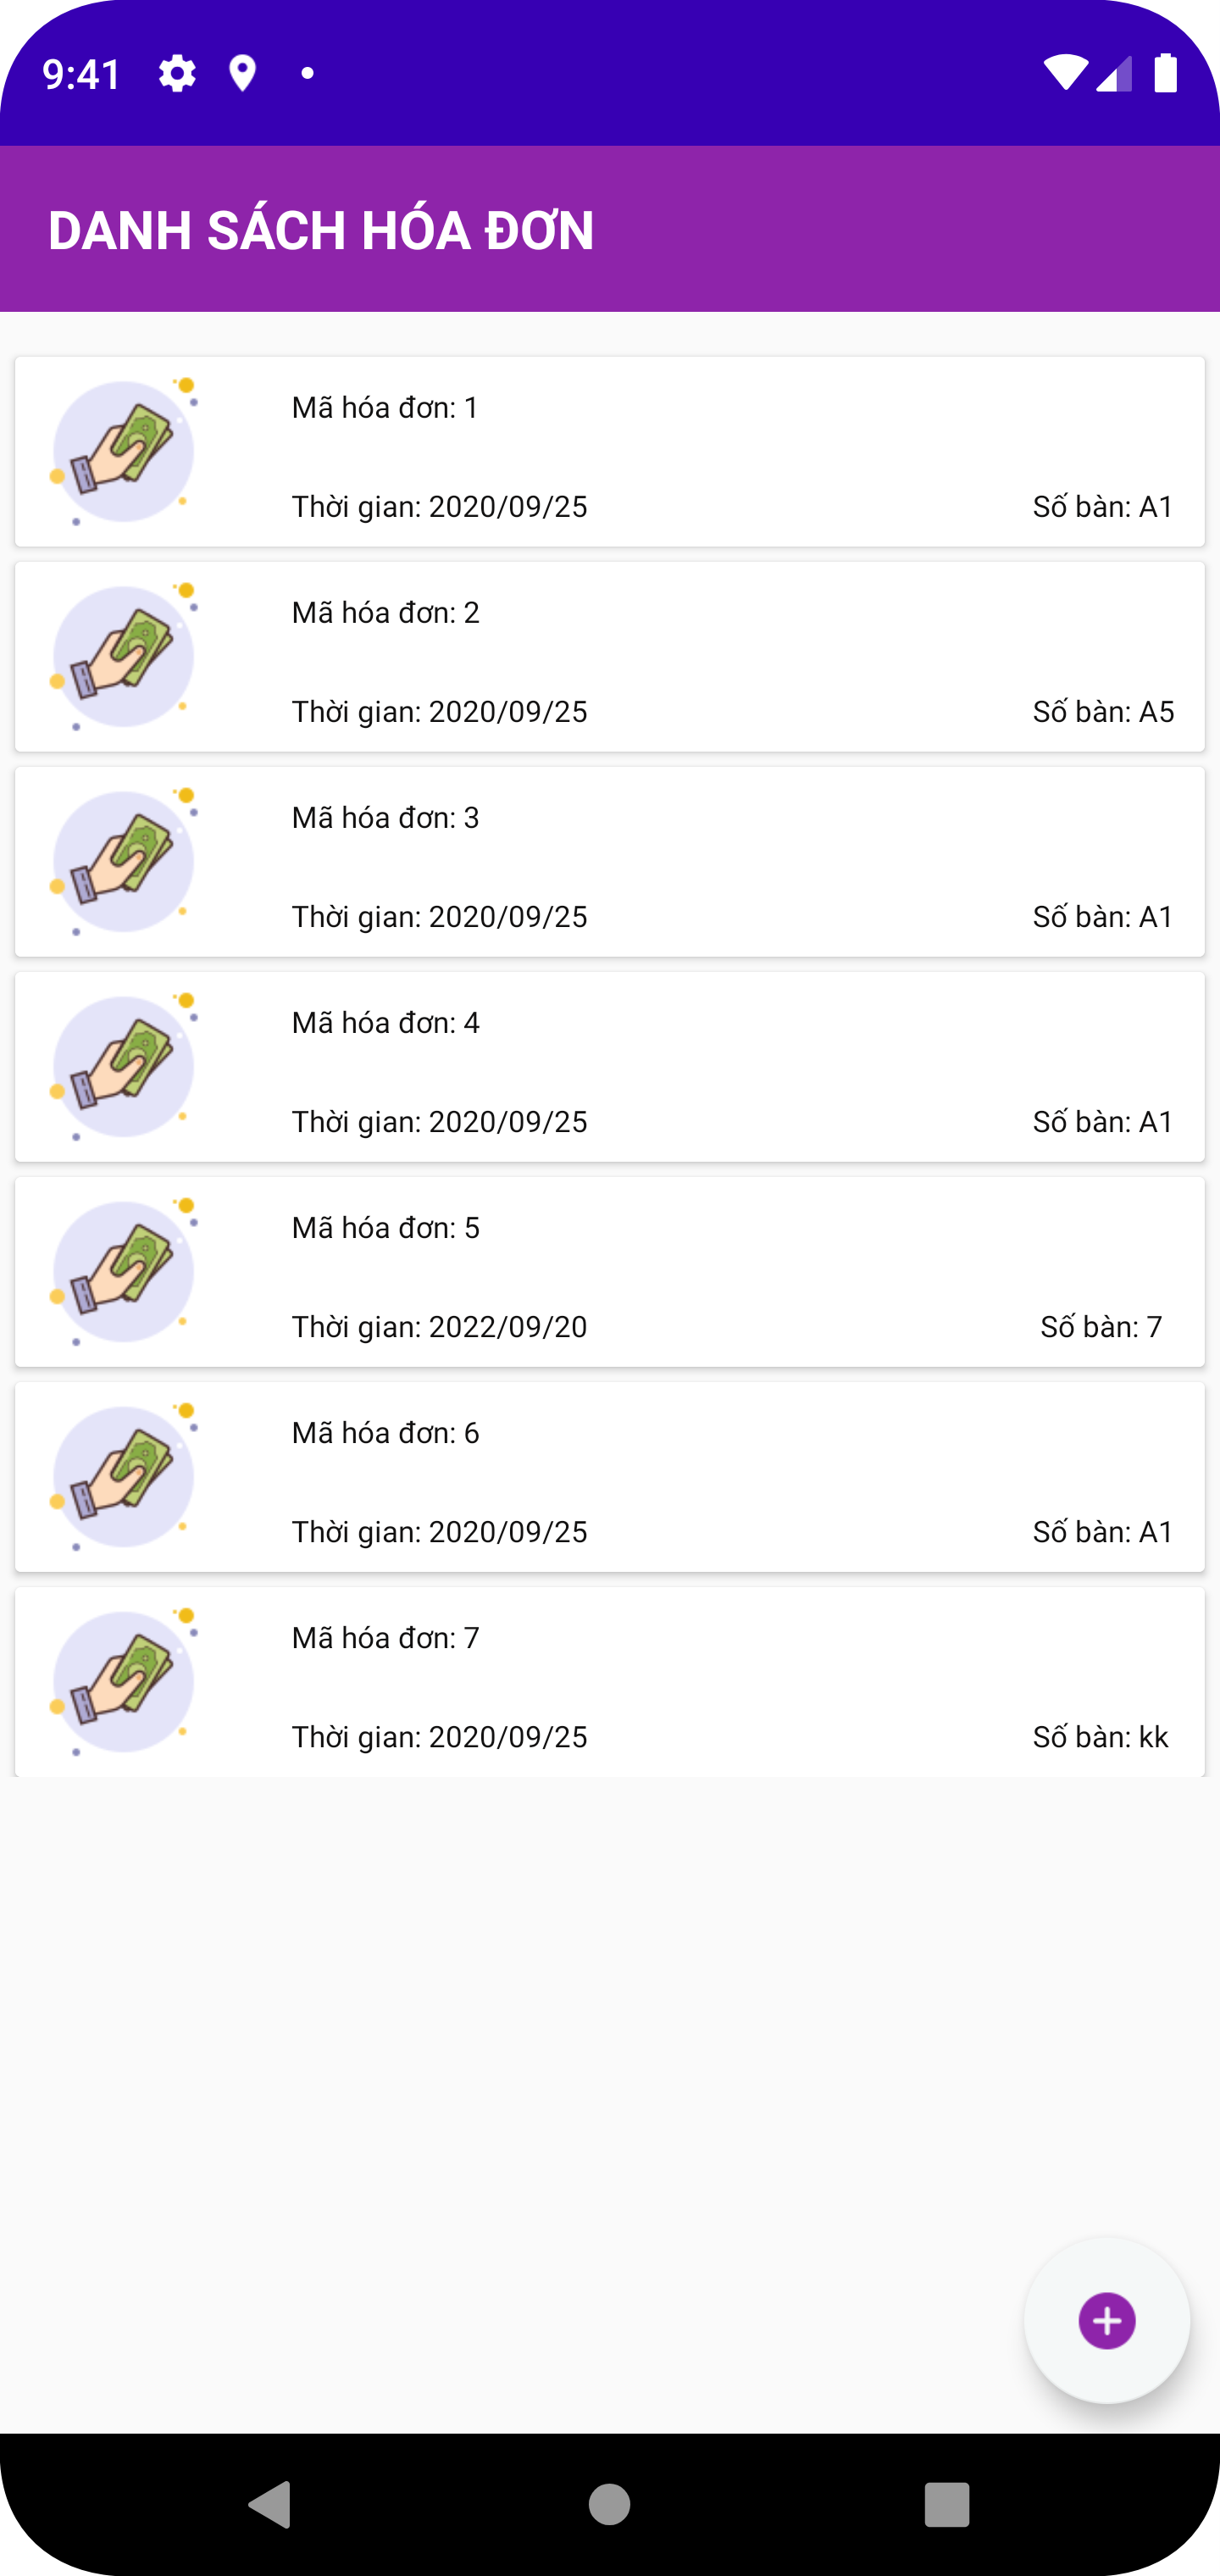 9:41
DANH SÁCH HÓA ĐƠN
Mã hóa đơn: 1
Thời gian: 2020/09/25 Số bàn: A1
Mã hóa đơn: 2
Thời gian: 2020/09/25 Số bàn: A5
Mã hóa đơn: 3
Thời gian: 2020/09/25 Số bàn: A1
Mã hóa đơn: 4
Thời gian: 2020/09/25 Số bàn: A1
Mã hóa đơn: 5
Thời gian: 2022/09/20 Số bàn: 7
Mã hóa đơn: 6
Thời gian: 2020/09/25 Số bàn: A1
Mã hóa đơn: 7
Thời gian: 2020/09/25 Số bàn: kk